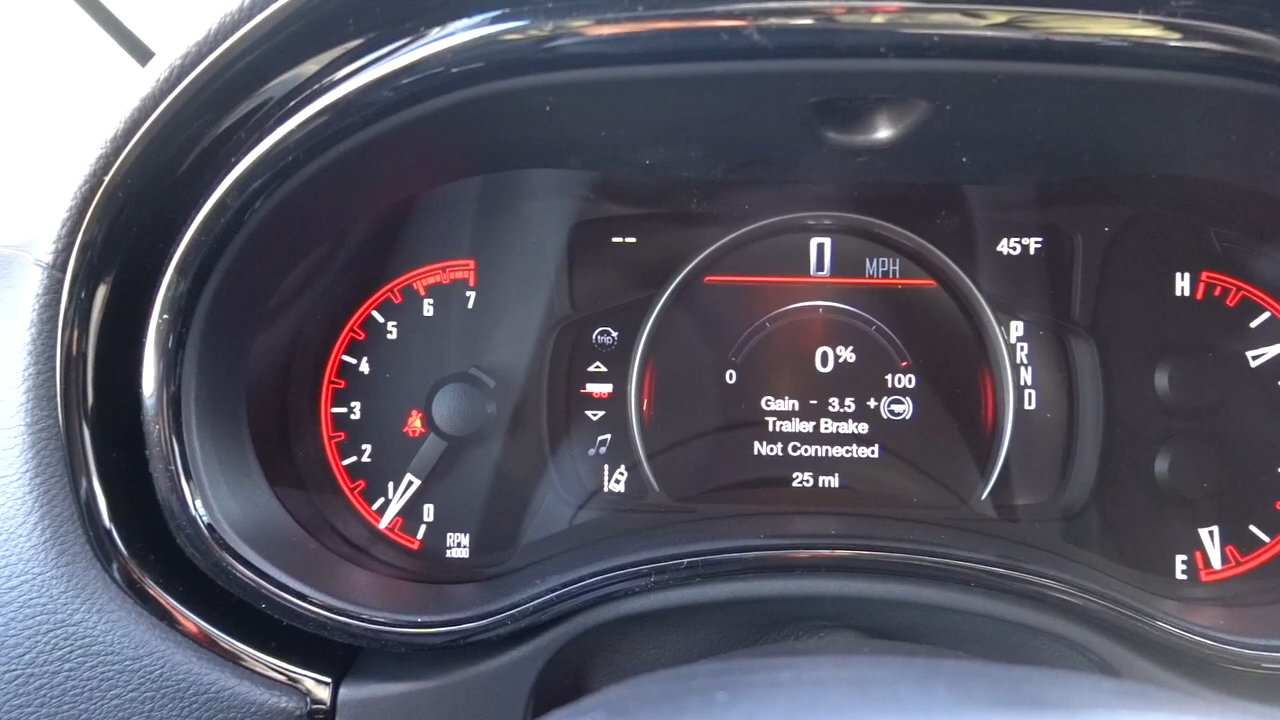 --
0 MPH
45°F
7
6
5
4
3
2
0
RPM
x1000
trip
0%
0
100
Gain - 3.5 +
Trailer Brake
Not Connected
25 mi
P
R
N
D
H
E